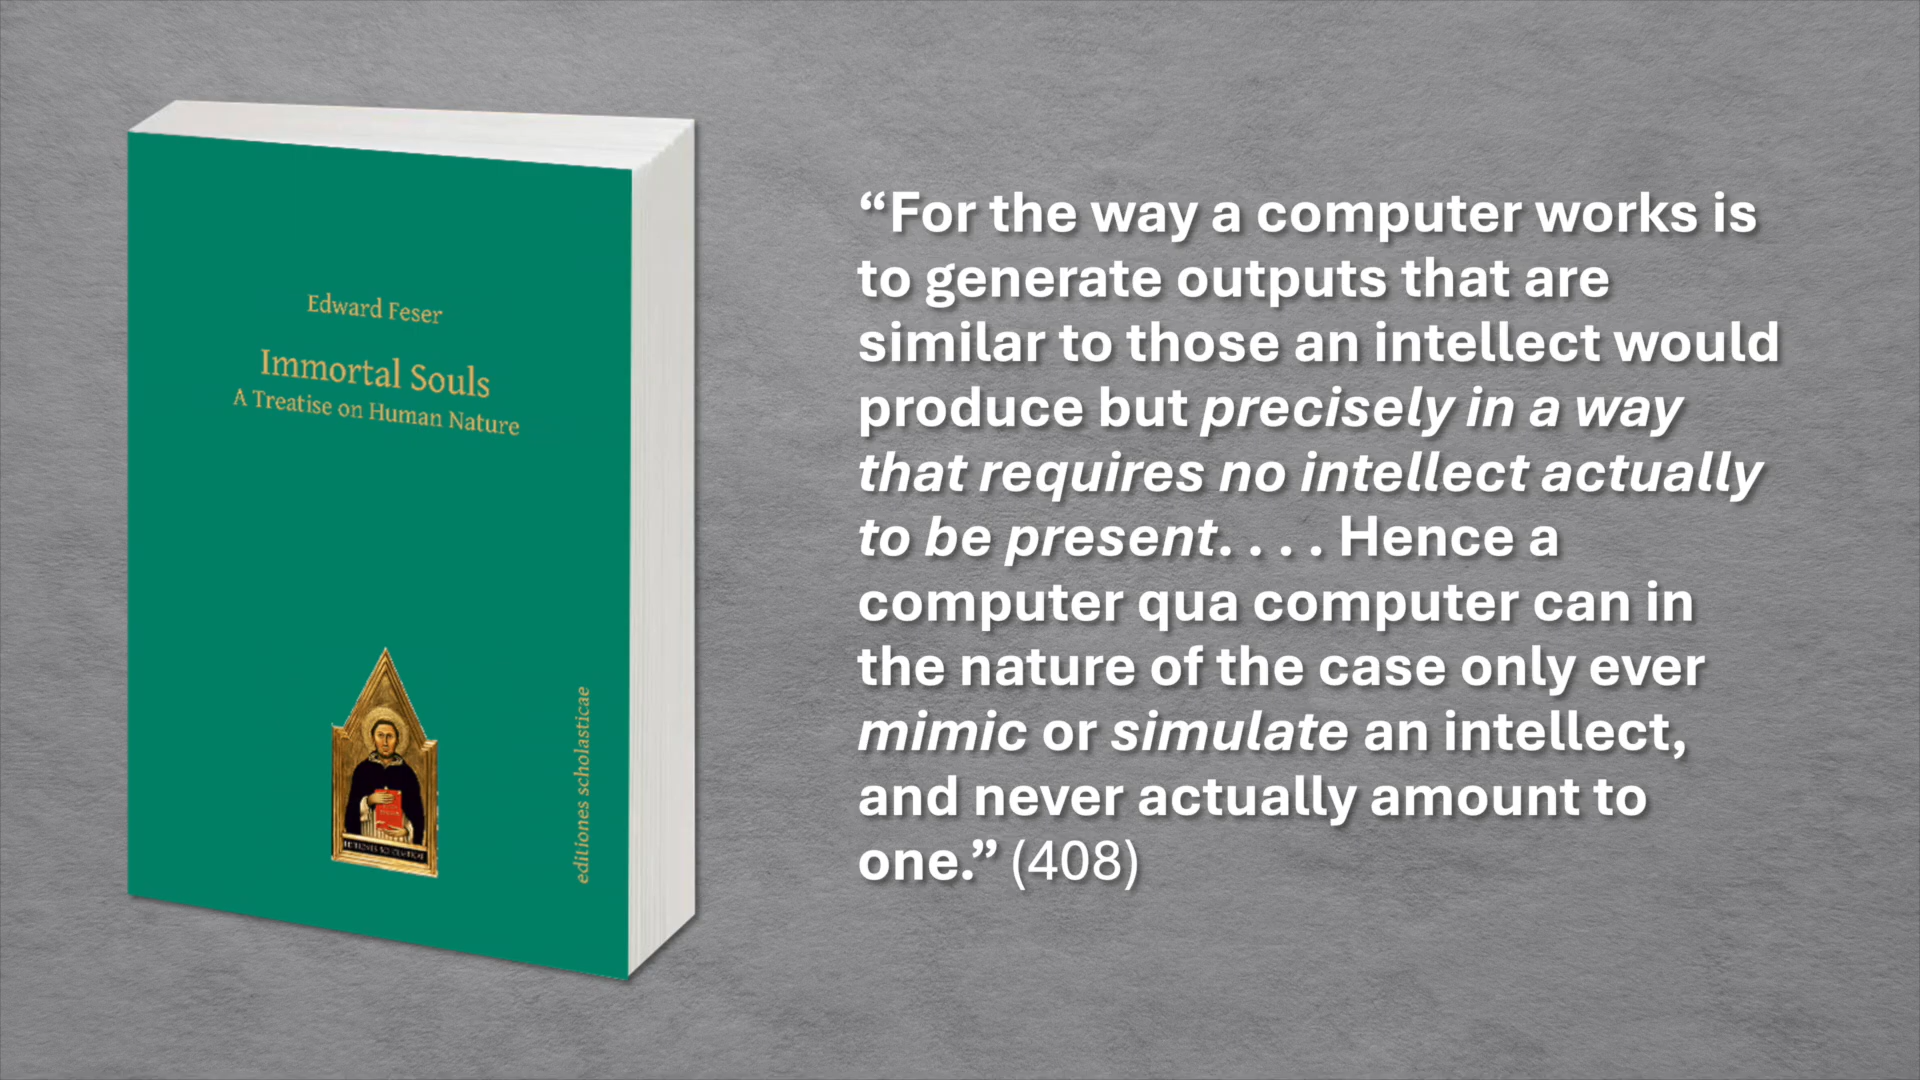 Edward Feser
Immortal Souls
A Treatise on Human Nature
editiones scholasticae
“For the way a computer works is
to generate outputs that are
similar to those an intellect would
produce but precisely in a way
that requires no intellect actually
to be present. . . . Hence a
computer qua computer can in
the nature of the case only ever
mimic or simulate an intellect,
and never actually amount to
one.” (408)